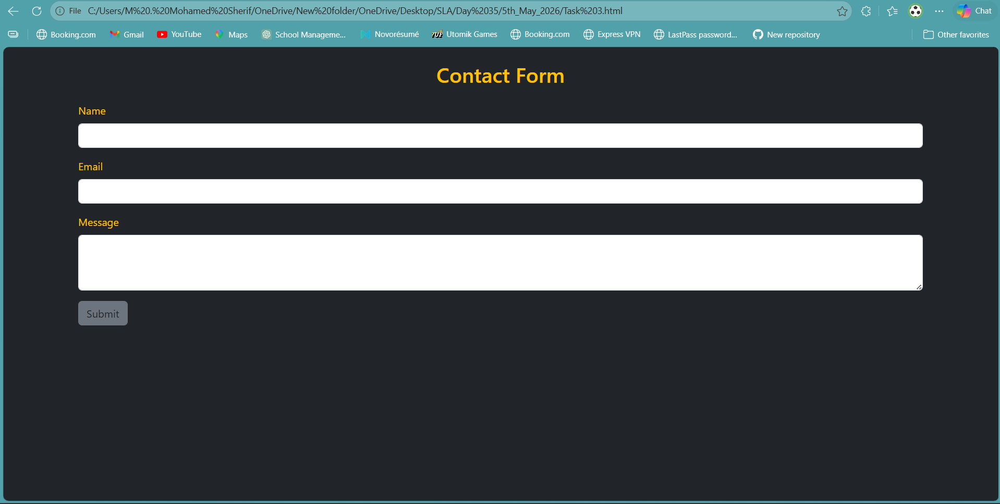 File C:/Users/M%20.%20Mohamed%20Sherif/OneDrive/New%20folder/OneDrive/Desktop/SLA/Day%2035/5th_May_2026/Task%203.html Chat
Booking.com Gmail YouTube Maps School Manageme... Novorésumé Utomik Games Booking.com Express VPN LastPass password... New repository Other favorites
Contact Form
Name
Email
Message
Submit